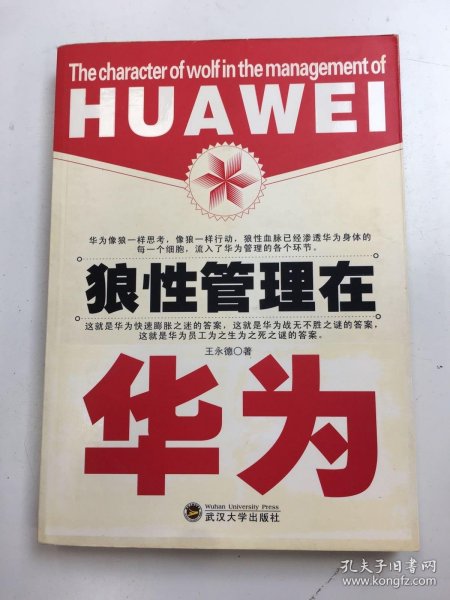 The character of wolf in the management of
HUAWEI
华为像狼一样思考，像狼一样行动，狼性血脉已经渗透华为身体的
每一个细胞，流入了华为管理的各个环节。
狼性管理在
这就是华为快速膨胀之迷的答案，这就是华为战无不胜之谜的答案，
这就是华为员工为之生为之死之谜的答案。
王永德◎著
华为
Wuhan University Press
武汉大学出版社
孔夫子旧书网
www.kongfz.com